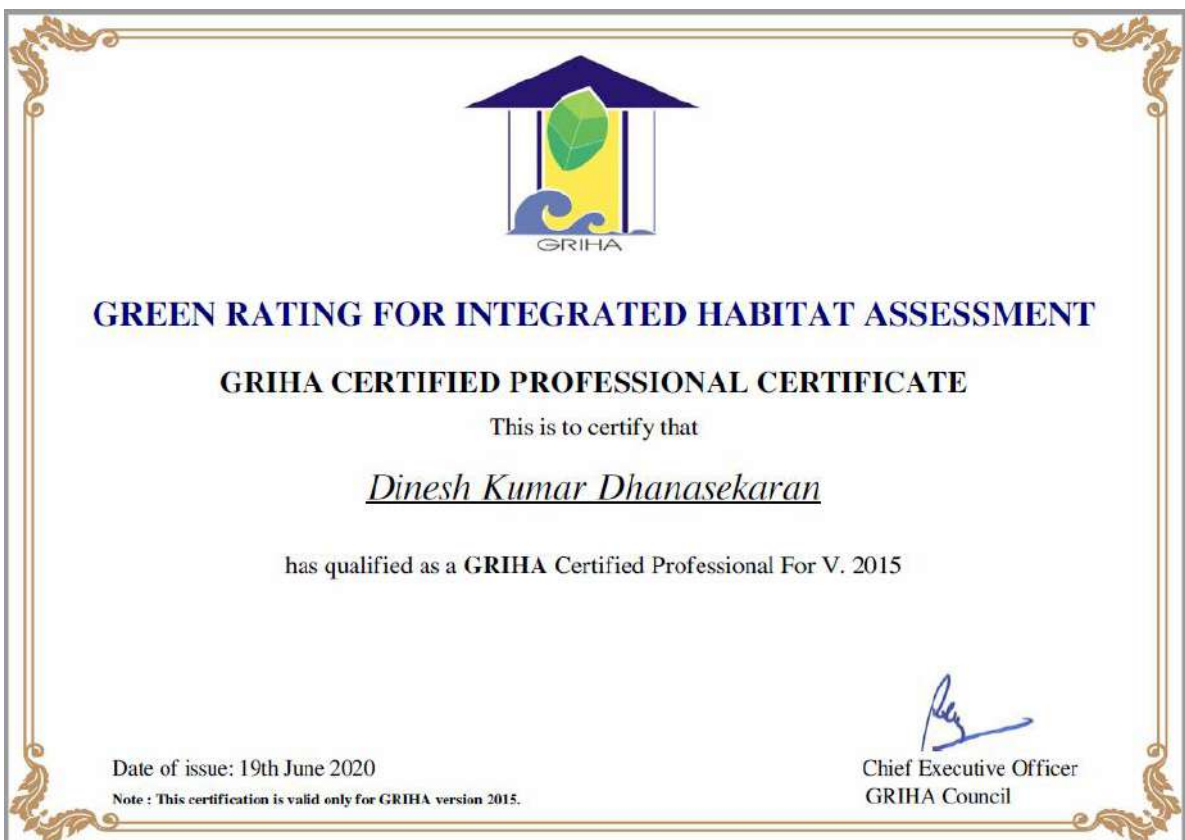 GRIHA
GREEN RATING FOR INTEGRATED HABITAT ASSESSMENT
GRIHA CERTIFIED PROFESSIONAL CERTIFICATE
This is to certify that
Dinesh Kumar Dhanasekaran
has qualified as a GRIHA Certified Professional For V. 2015
Date of issue: 19th June 2020
Note : This certification is valid only for GRIHA version 2015.
Chief Executive Officer
GRIHA Council